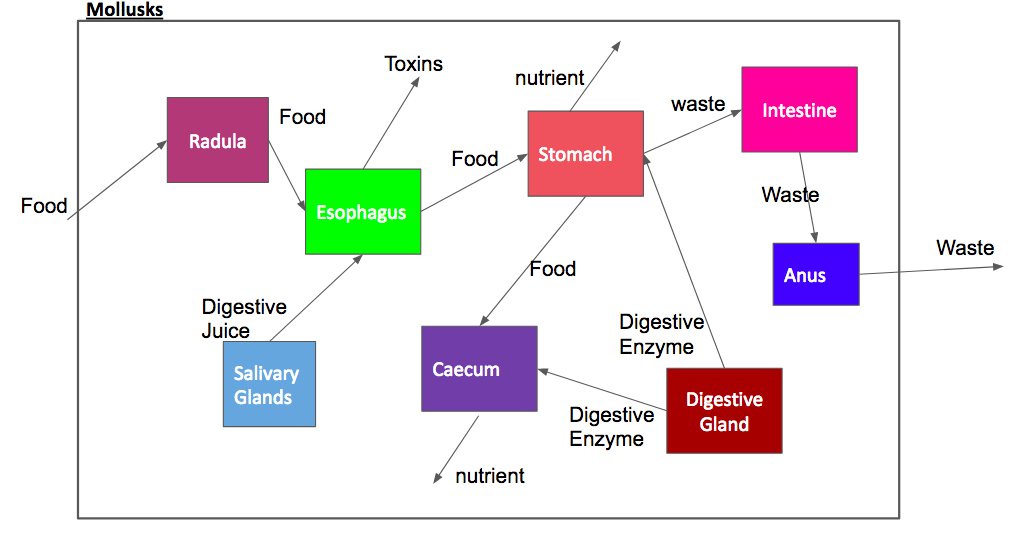 Mollusks
Toxins
nutrient
waste
Intestine
Radula
Food
Food
Stomach
Food
Esophagus
Waste
Food
Waste
Anus
Digestive
Juice
Digestive
Enzyme
Salivary
Glands
Caecum
Digestive
Gland
Digestive
Enzyme
nutrient